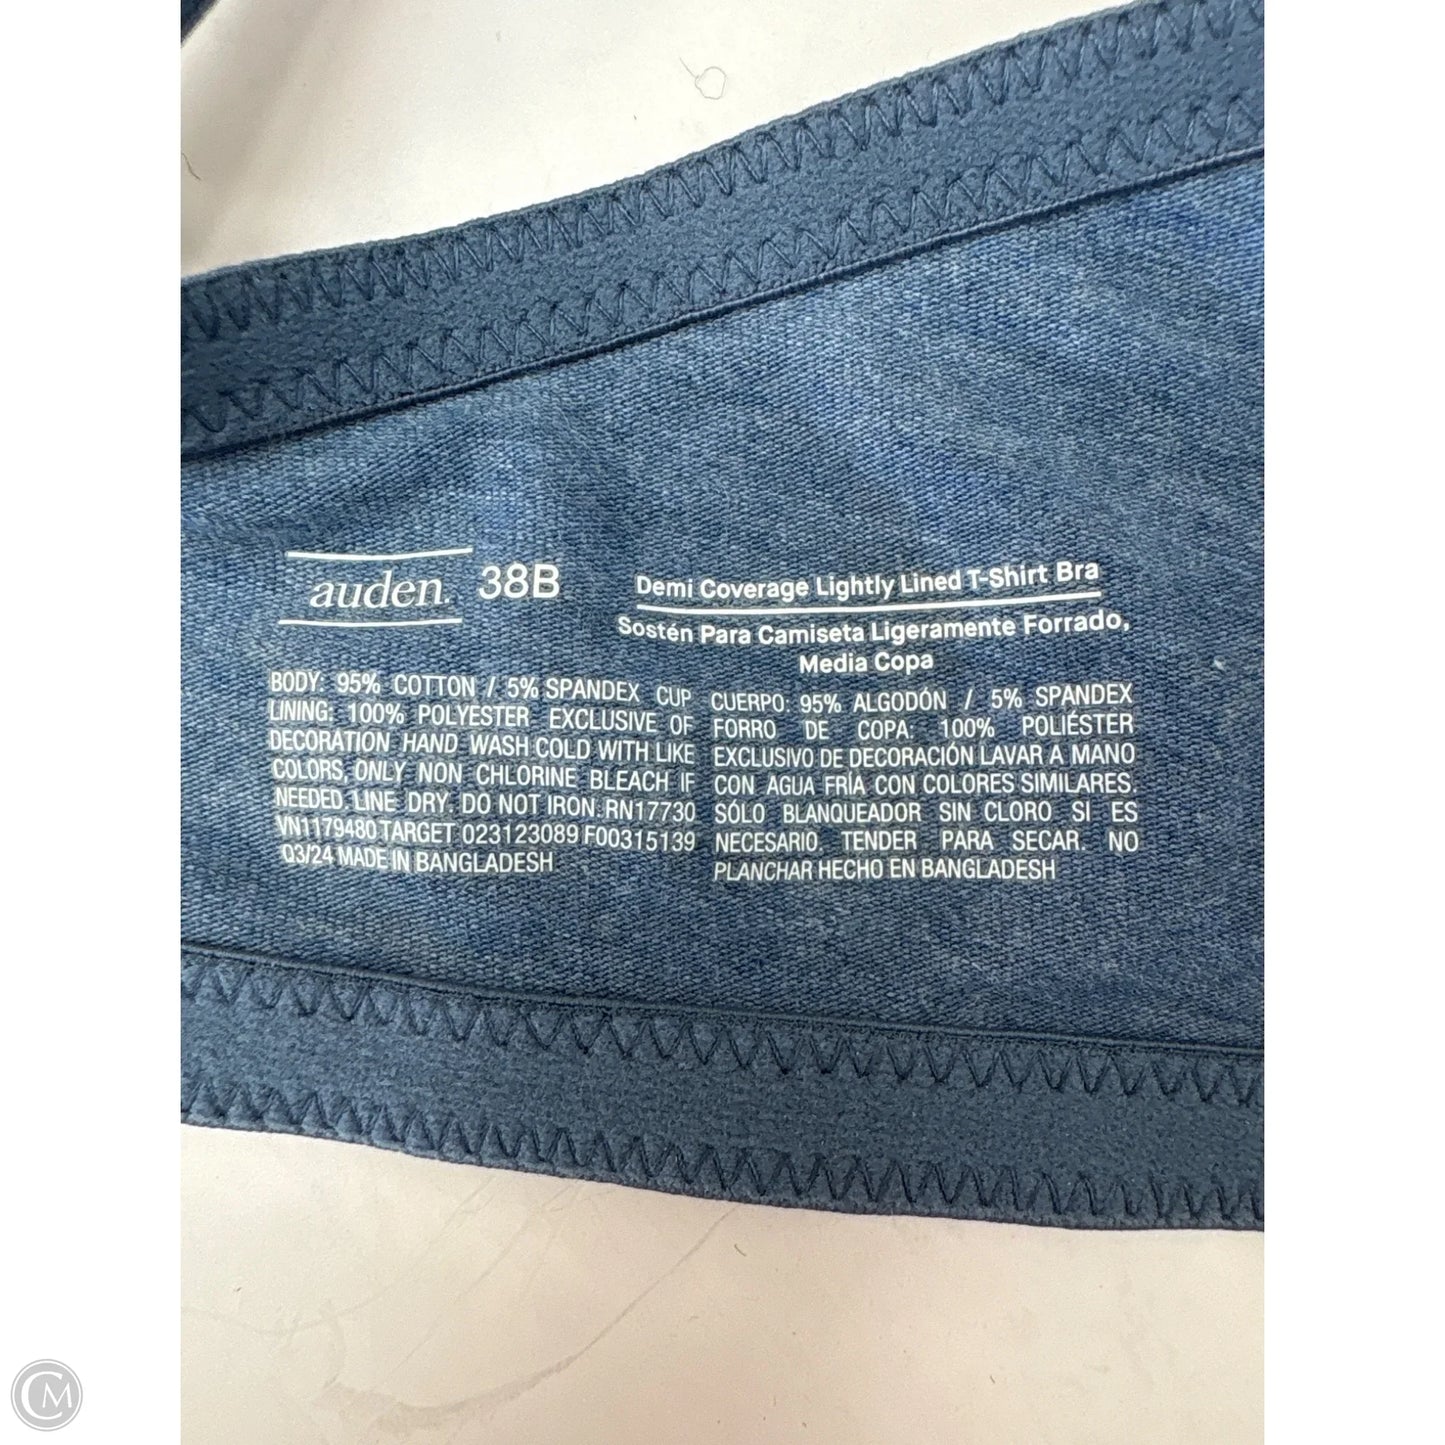 auden. 38B
BODY: 95% COTTON / 5% SPANDEX CUP
LINING: 100% POLYESTER EXCLUSIVE OF
DECORATION HAND WASH COLD WITH LIKE
COLORS, ONLY NON CHLORINE BLEACH IF
NEEDED. LINE DRY. DO NOT IRON. RN17730
VN1179480 TARGET 023123089 F00315139
Q3/24 MADE IN BANGLADESH
Demi Coverage Lightly Lined T-Shirt Bra
Sostén Para Camiseta Ligeramente Forrado,
Media Copa
CUERPO: 95% ALGODÓN / 5% SPANDEX
FORRO DE COPA: 100% POLIÉSTER
EXCLUSIVO DE DECORACIÓN LAVAR A MANO
CON AGUA FRÍA CON COLORES SIMILARES.
SÓLO BLANQUEADOR SIN CLORO SI ES
NECESARIO. TENDER PARA SECAR. NO
PLANCHAR HECHO EN BANGLADESH
CM